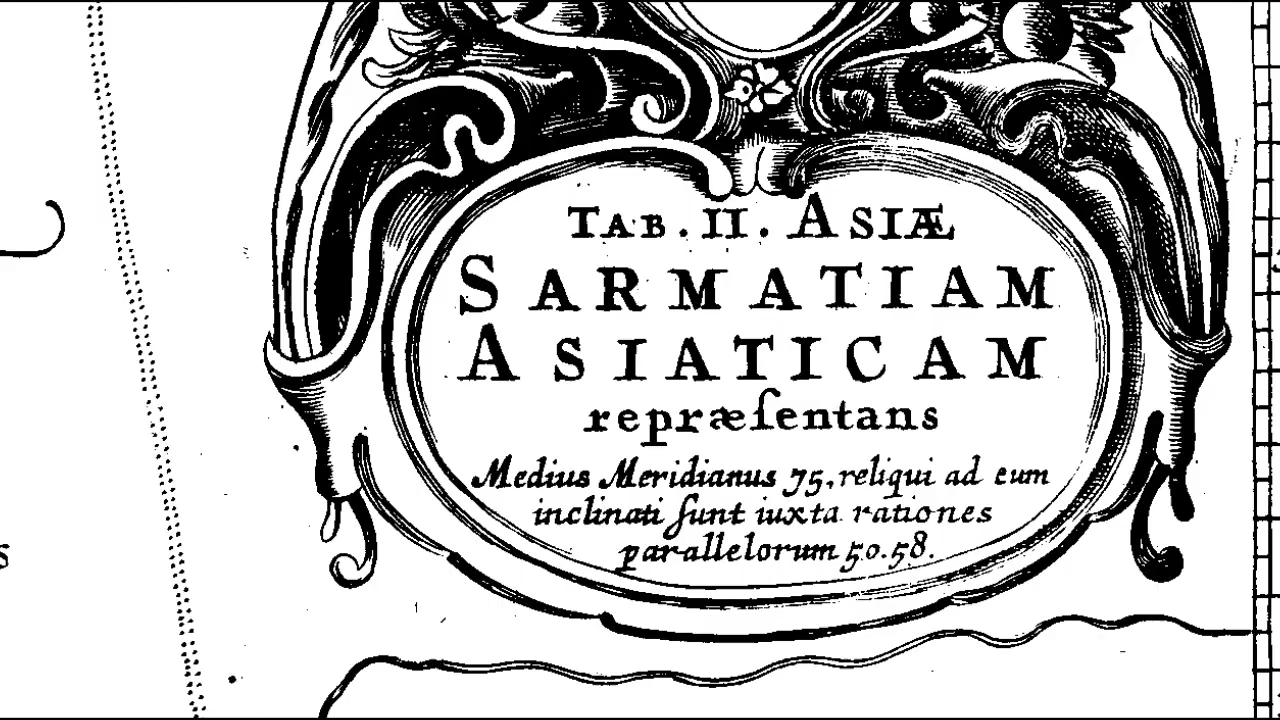 TAB. II. ASIÆ
SARMATIAM
ASIATICAM
repræſentans
Medius Meridianus 75, reliqui ad eum
inclinati ſunt iuxta rationes
parallelorum 50.58.